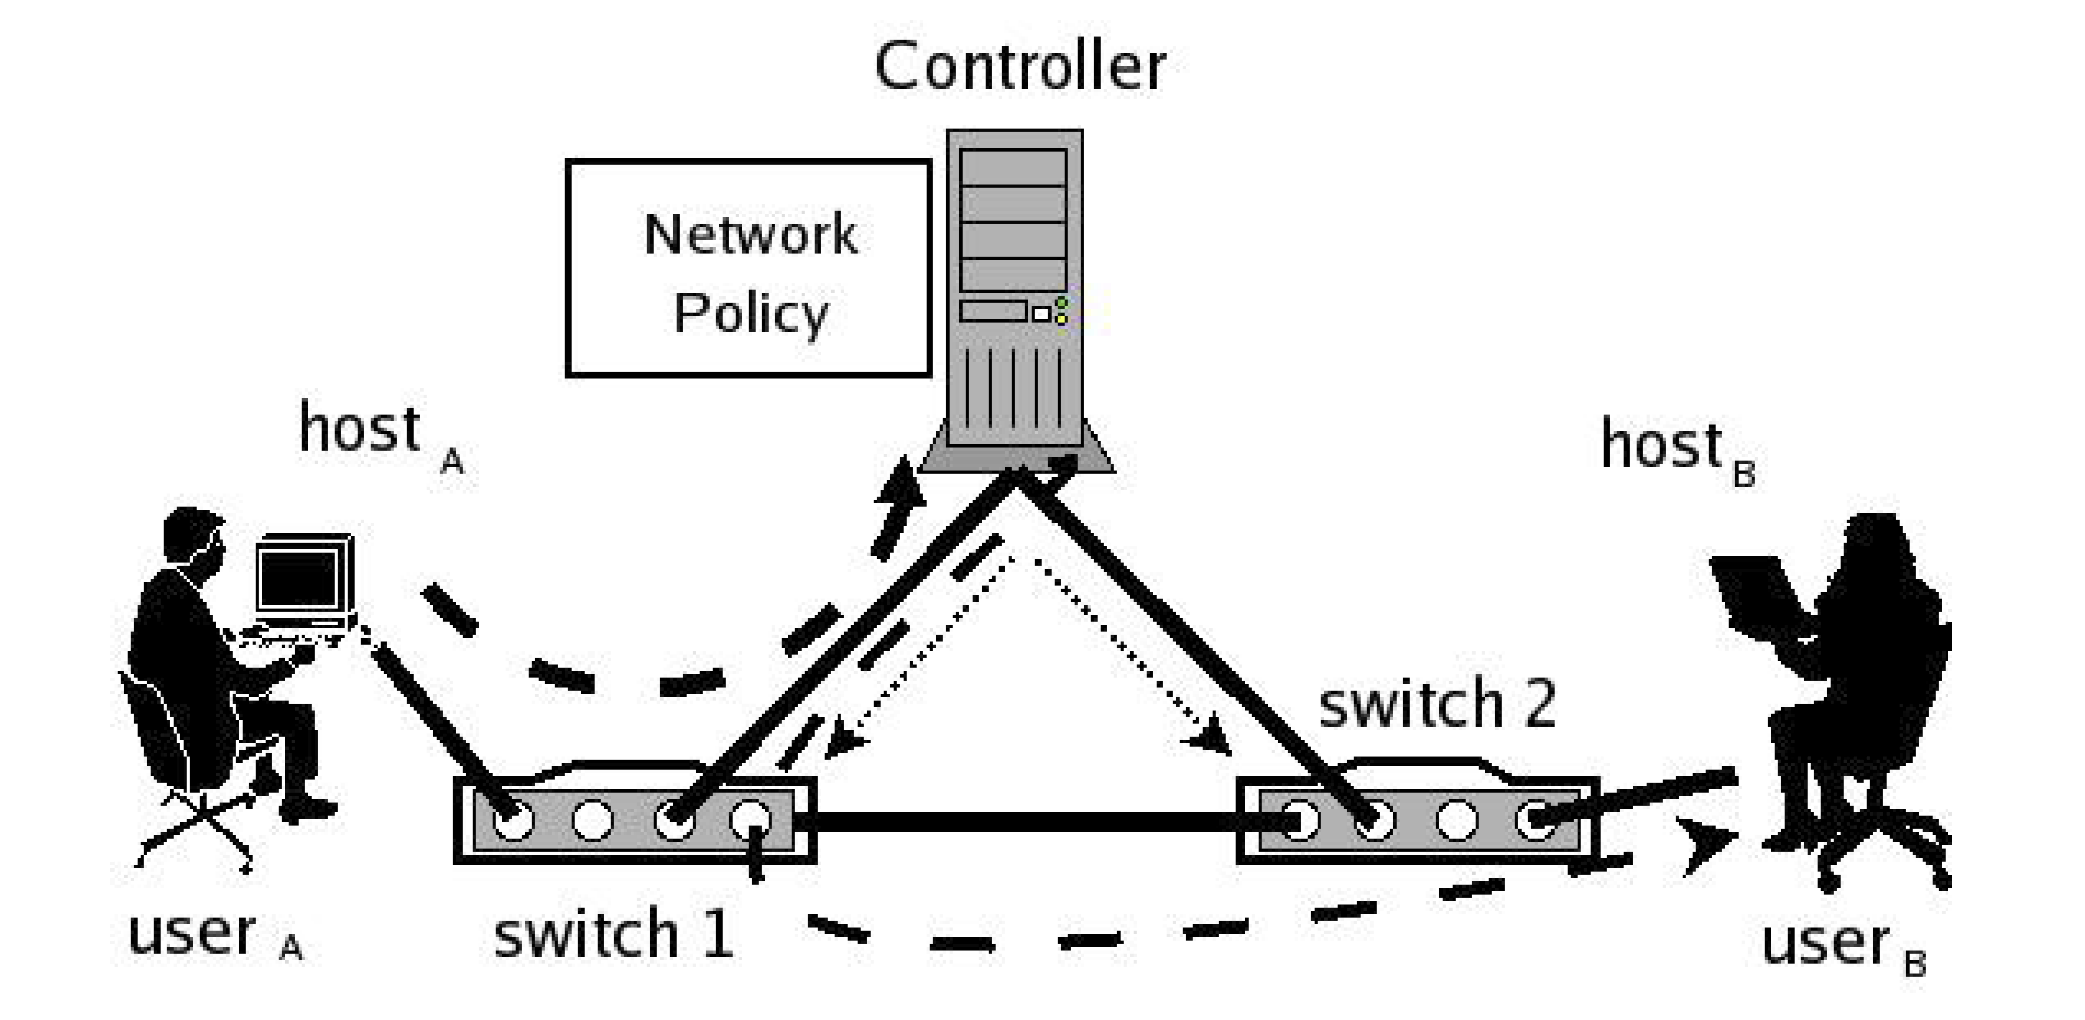 Controller
Network
Policy
host A
host B
switch 2
user A
switch 1
user B